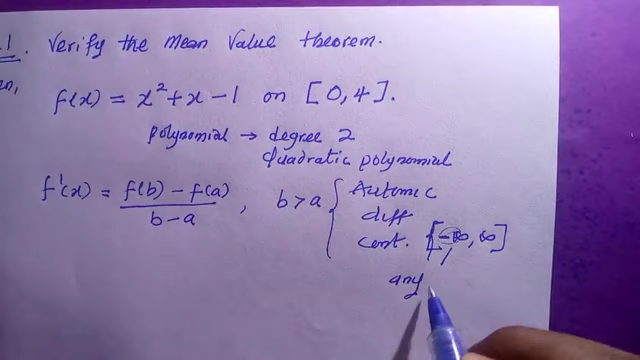 1. Verify the Mean Value theorem.
f(x) = x² + x - 1 on [0, 4].
polynomial → degree 2
quadratic polynomial
f'(x) = f(b) - f(a) / b - a , b > a { Automic
diff
cont. [-∞, ∞]
any